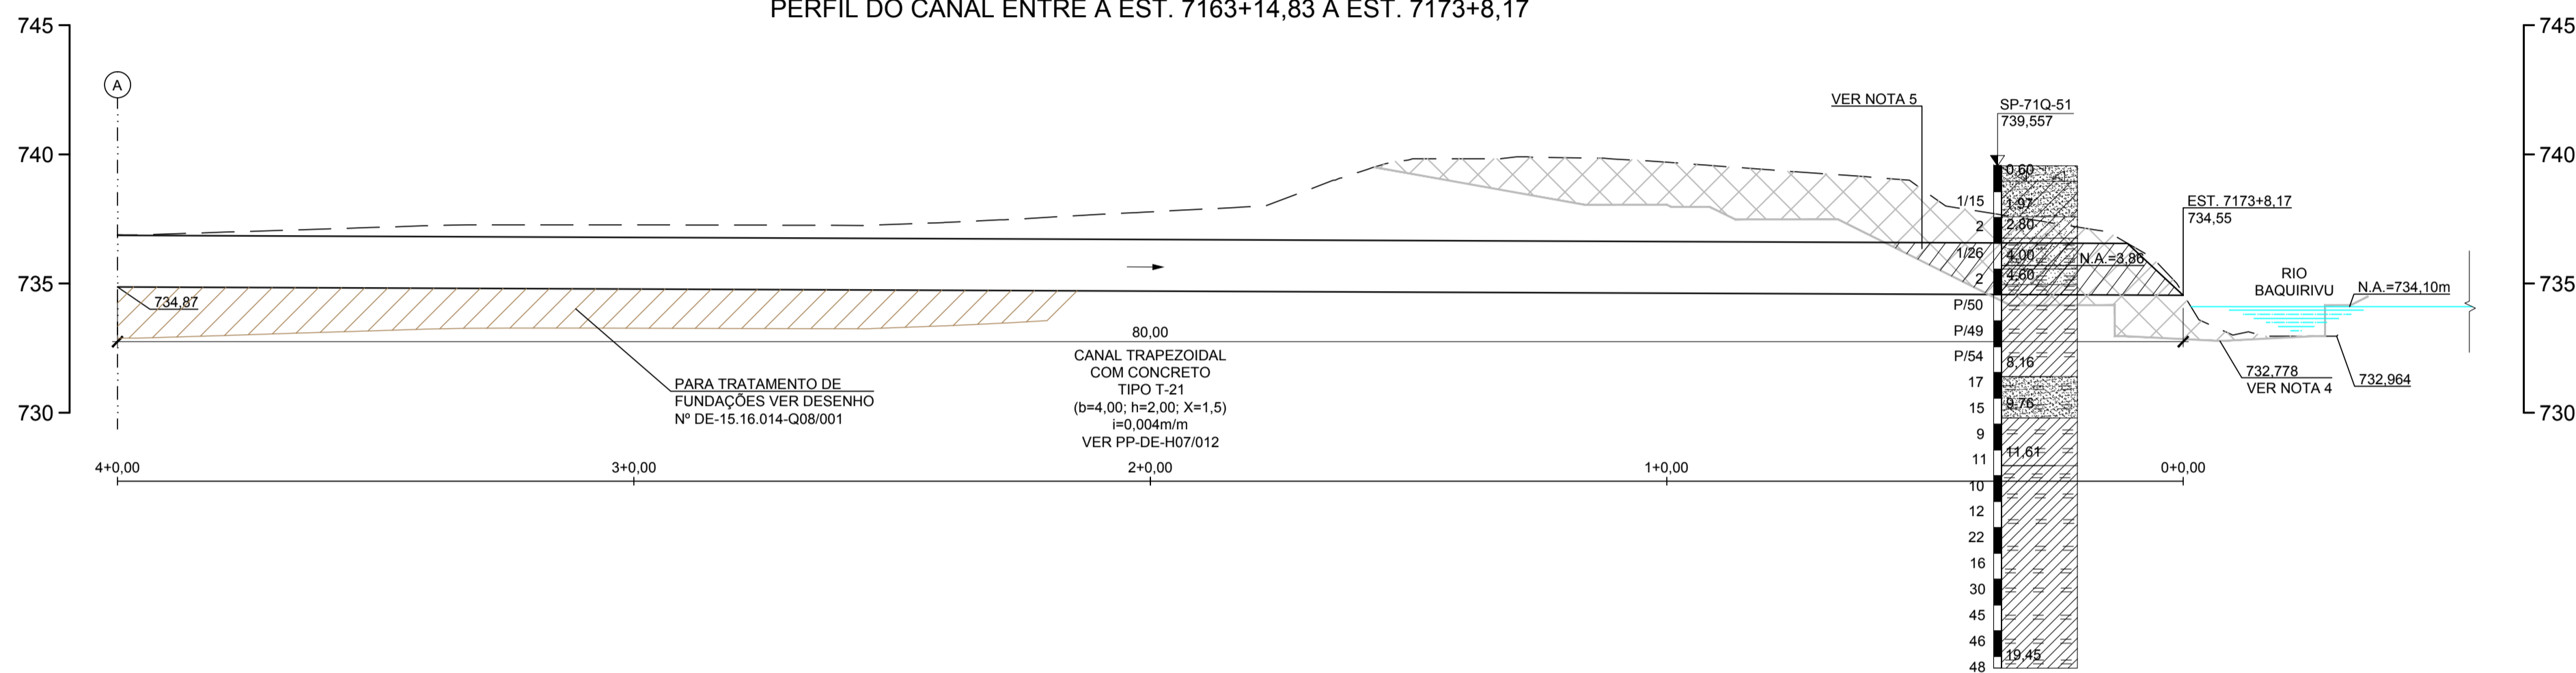 PERFIL DO CANAL ENTRE A EST. 7163+14,83 A EST. 7173+8,17
745
745
A
VER NOTA 5
SP-71Q-51
739,557
740
740
0,60
1/15
1,97
EST. 7173+8,17
734,55
2
2,80
1/26
4,00
N.A.=3,86
2
4,60
735
735
RIO
BAQUIRIVU
N.A.=734,10m
734,87
P/50
P/49
P/54
8,16
80,00
CANAL TRAPEZOIDAL
COM CONCRETO
TIPO T-21
(b=4,00; h=2,00; X=1,5)
i=0,004m/m
VER PP-DE-H07/012
PARA TRATAMENTO DE
FUNDAÇÕES VER DESENHO
Nº DE-15.16.014-Q08/001
732,778
VER NOTA 4
732,964
17
15
9,76
730
730
9
11
11,61
4+0,00
3+0,00
2+0,00
1+0,00
0+0,00
10
12
22
16
30
45
46
48
19,45